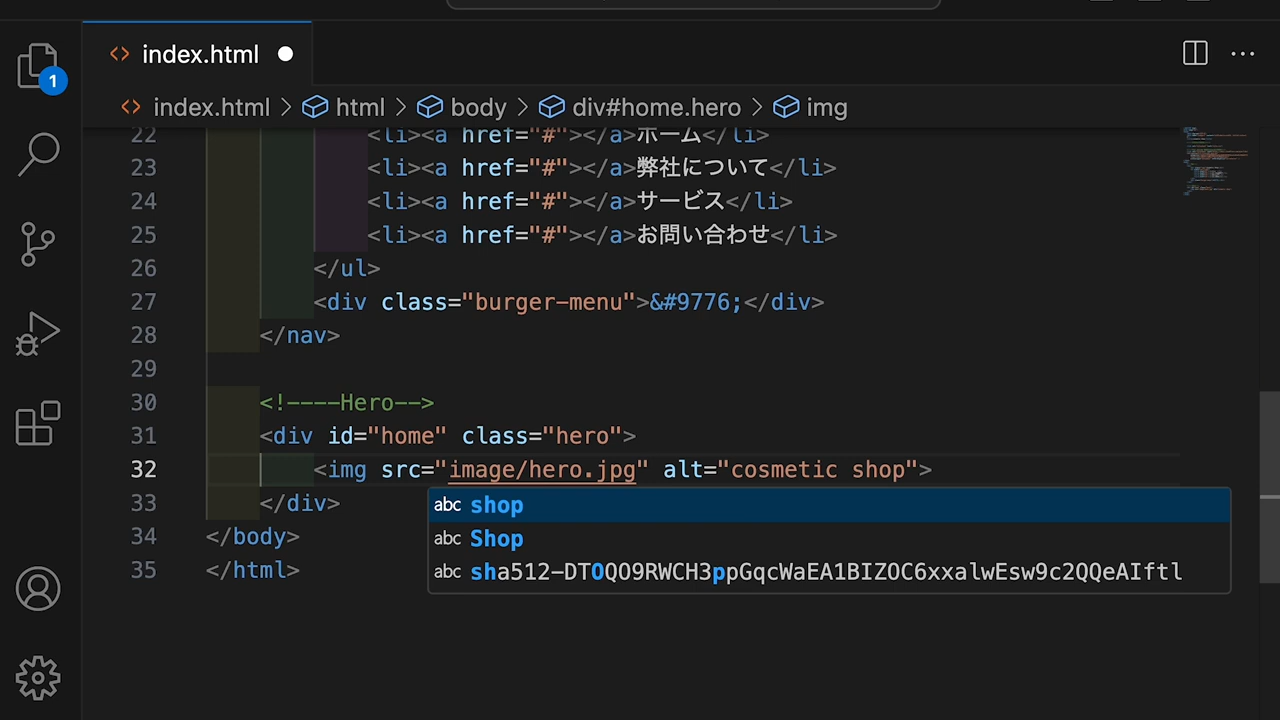 index.html
1
index.html > html > body > div#home.hero > img
22 <li><a href="#"></a>ホーム</li>
23 <li><a href="#"></a>弊社について</li>
24 <li><a href="#"></a>サービス</li>
25 <li><a href="#"></a>お問い合わせ</li>
26 </ul>
27 <div class="burger-menu">&#9776;</div>
28 </nav>
29
30 <!----Hero-->
31 <div id="home" class="hero">
32 <img src="image/hero.jpg" alt="cosmetic shop">
33 </div>
abc shop
34 </body>
abc Shop
35 </html>
abc sha512-DTOQO9RWCH3ppGqcWaEA1BIZOC6xxalwEsw9c2QQeAIftl